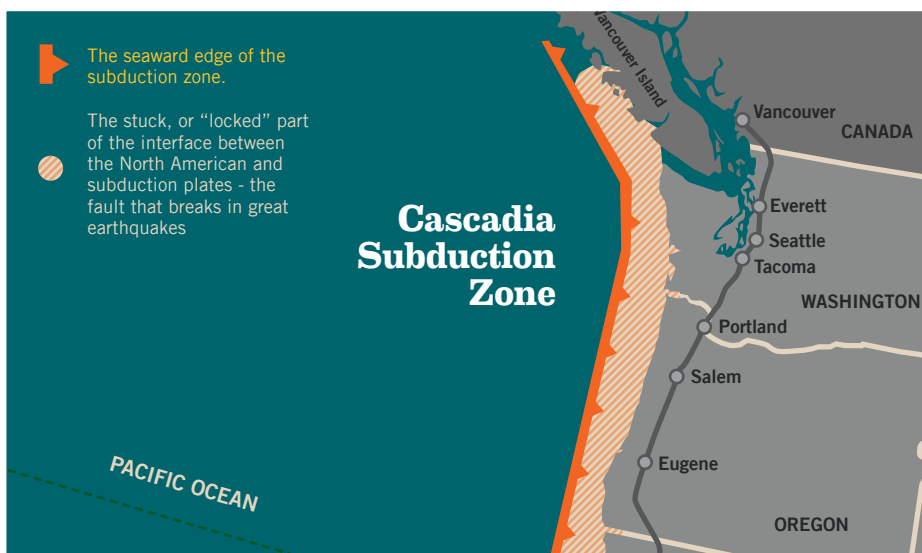 The seaward edge of the
subduction zone.
The stuck, or “locked” part
of the interface between
the North American and
subduction plates - the
fault that breaks in great
earthquakes
Cascadia
Subduction
Zone
PACIFIC OCEAN
Vancouver Island
Vancouver
CANADA
Everett
Seattle
Tacoma
WASHINGTON
Portland
Salem
Eugene
OREGON